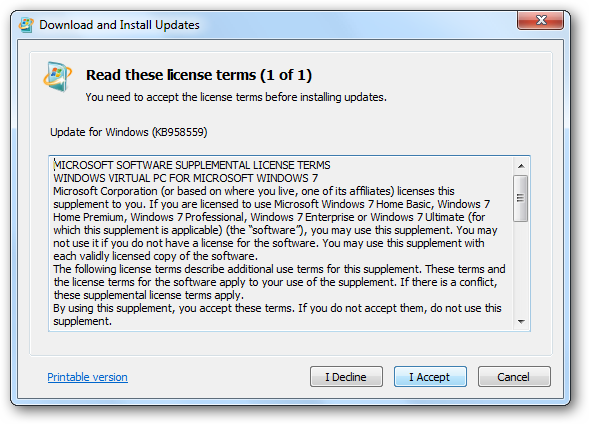 Download and Install Updates
Read these license terms (1 of 1)
You need to accept the license terms before installing updates.
Update for Windows (KB958559)
MICROSOFT SOFTWARE SUPPLEMENTAL LICENSE TERMS
WINDOWS VIRTUAL PC FOR MICROSOFT WINDOWS 7
Microsoft Corporation (or based on where you live, one of its affiliates) licenses this
supplement to you. If you are licensed to use Microsoft Windows 7 Home Basic, Windows 7
Home Premium, Windows 7 Professional, Windows 7 Enterprise or Windows 7 Ultimate (for
which this supplement is applicable) (the “software”), you may use this supplement. You may
not use it if you do not have a license for the software. You may use this supplement with
each validly licensed copy of the software.
The following license terms describe additional use terms for this supplement. These terms and
the license terms for the software apply to your use of the supplement. If there is a conflict,
these supplemental license terms apply.
By using this supplement, you accept these terms. If you do not accept them, do not use this
supplement.
Printable version
I Decline
I Accept
Cancel